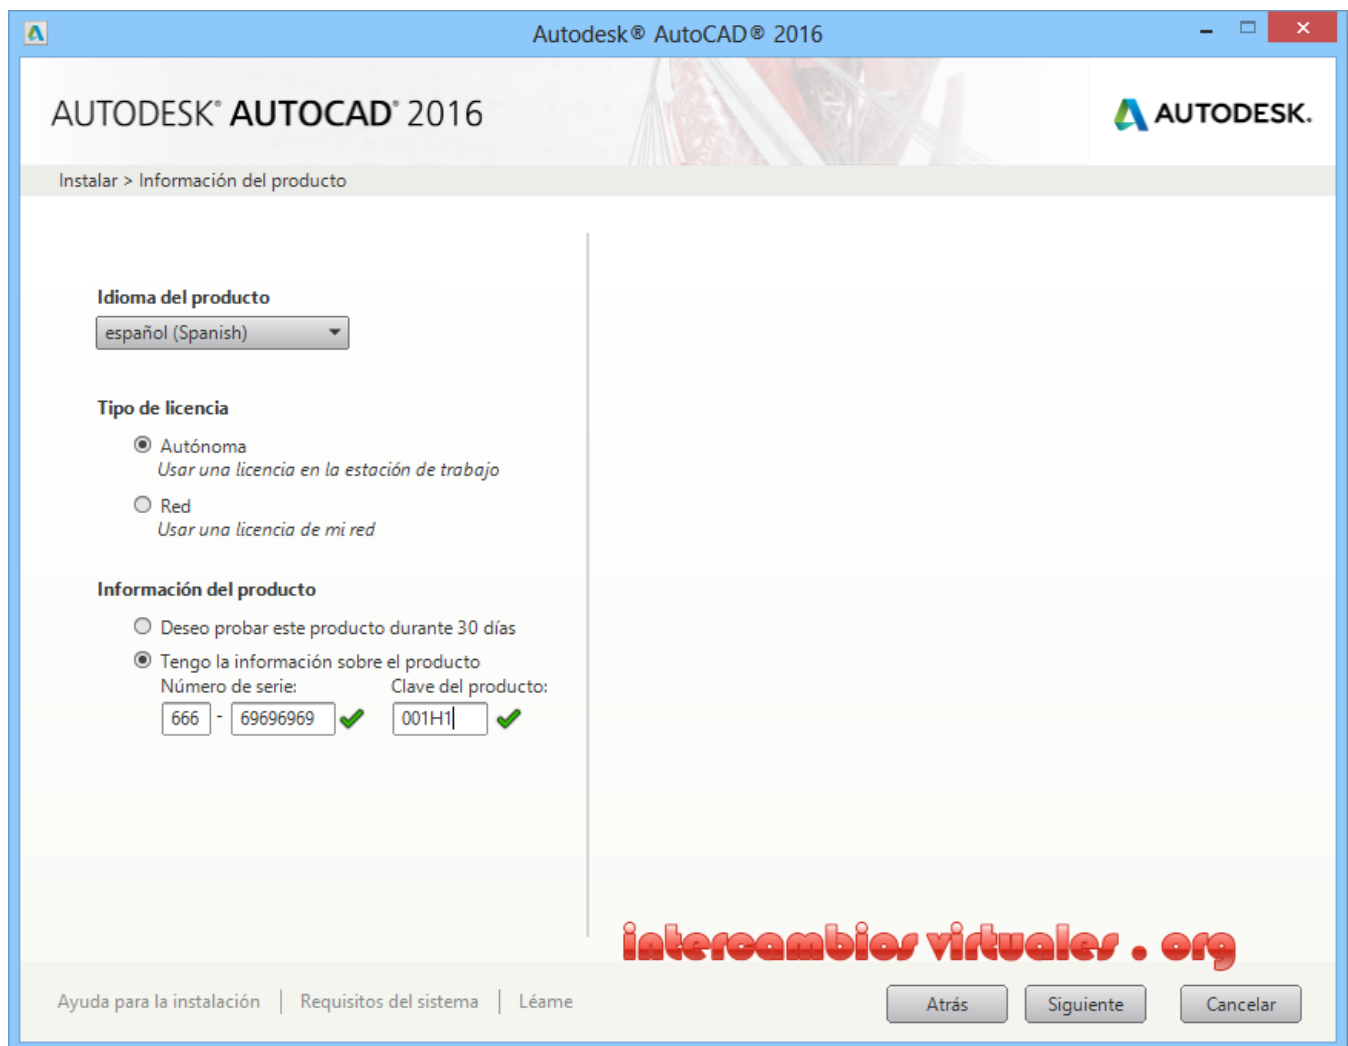 Autodesk® AutoCAD® 2016
AUTODESK® AUTOCAD® 2016
AUTODESK.
Instalar > Información del producto
Idioma del producto
español (Spanish)
Tipo de licencia
Autónoma
Usar una licencia en la estación de trabajo
Red
Usar una licencia de mi red
Información del producto
Deseo probar este producto durante 30 días
Tengo la información sobre el producto
Número de serie: Clave del producto:
666 - 69696969 001H1
intercambios virtuales . org
Ayuda para la instalación | Requisitos del sistema | Léame Atrás Siguiente Cancelar